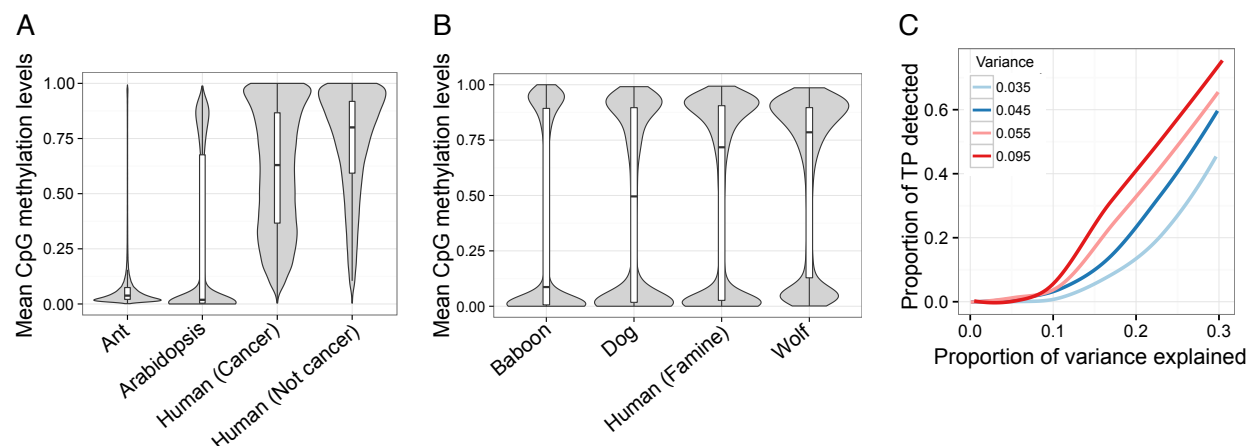 A
Mean CpG methylation levels
1.00
0.75
0.50
0.25
0.00
Ant
Arabidopsis
Human (Cancer)
Human (Not cancer)
B
Mean CpG methylation levels
1.00
0.75
0.50
0.25
0.00
Baboon
Dog
Human (Famine)
Wolf
C
Proportion of TP detected
0.6
0.4
0.2
0.0
Variance
0.035
0.045
0.055
0.095
0.0 0.1 0.2 0.3
Proportion of variance explained